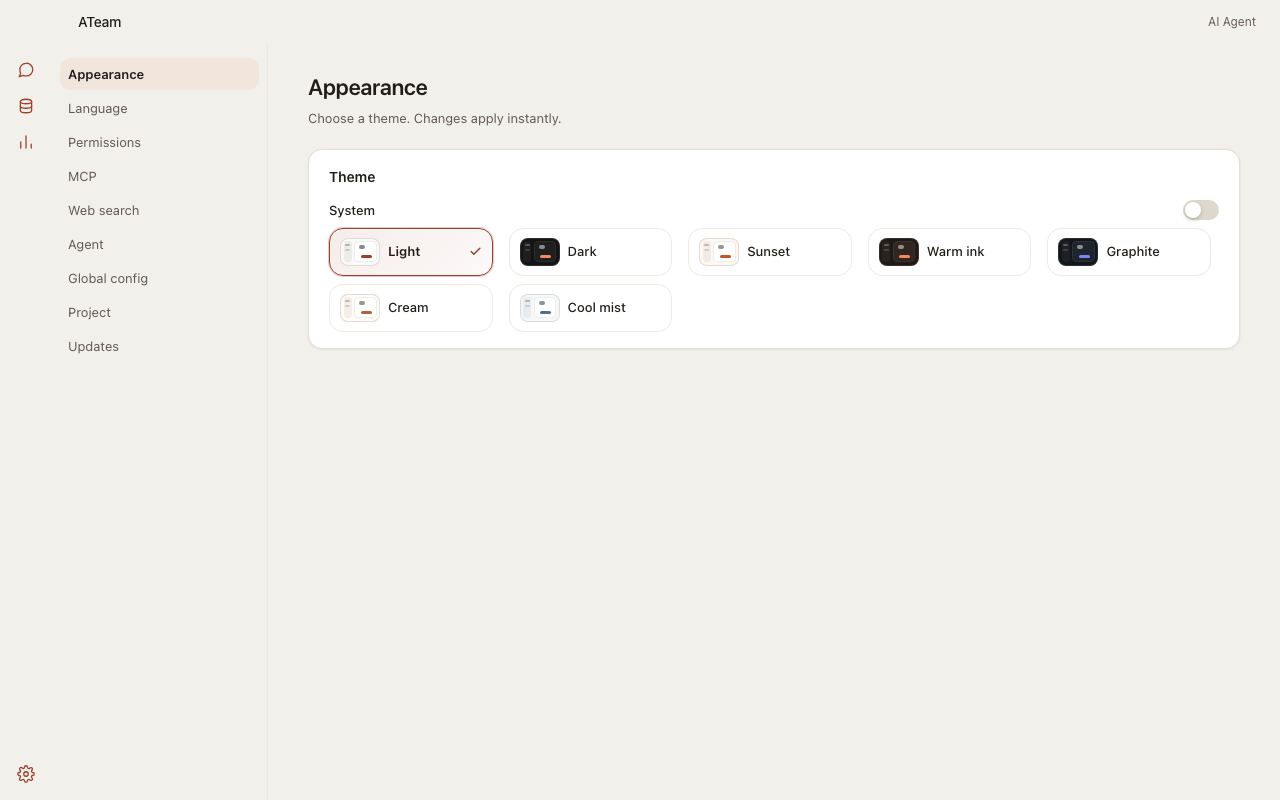 ATeam
AI Agent
Appearance
Language
Permissions
MCP
Web search
Agent
Global config
Project
Updates
Appearance
Choose a theme. Changes apply instantly.
Theme
System
Light
Dark
Sunset
Warm ink
Graphite
Cream
Cool mist